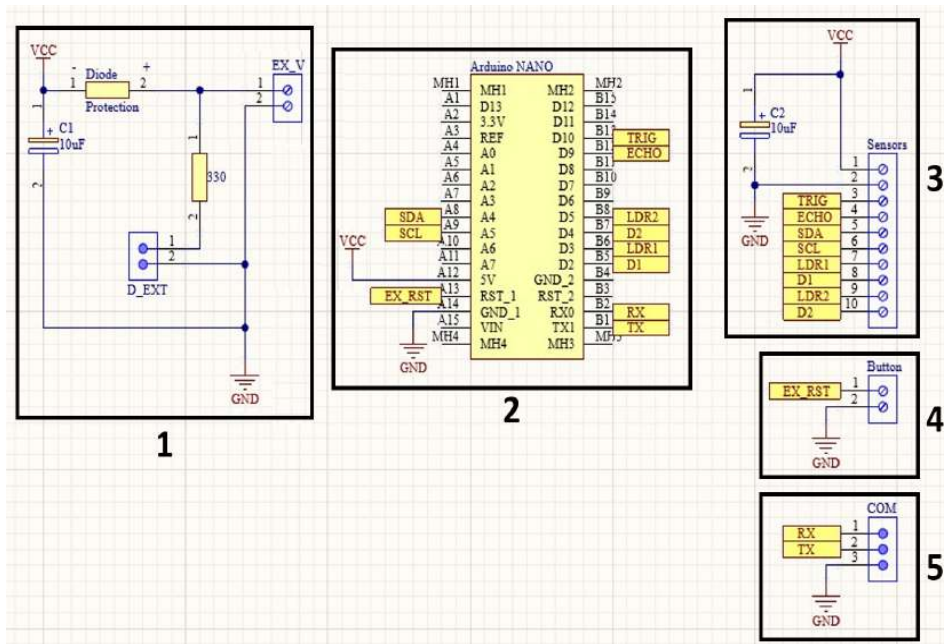 VCC
- Diode +
1 2
Protection
EX_V
1
2
1
+ C1
10uF
2
1
330
2
1
2
D_EXT
GND
1
Arduino NANO
MH1 MH1 MH2 MH2
A1 D13 D12 B15
A2 3.3V D11 B14
A3 REF D10 TRIG
A4 A0 D9 ECHO
A5 A1 D8
A6 A2 D7 B10
A7 A3 D6 B9
SDA A8 A4 D5 B8 LDR2
SCL A9 A5 D4 B7 D2
VCC A10 A6 D3 B6 LDR1
A11 A7 D2 B5 D1
A12 5V GND_2 B4
EX_RST A13 RST_1 RST_2 B3
A14 GND_1 RX0 B2 RX
A15 VIN TX1 B1 TX
MH4 MH4 MH3
GND
2
VCC
1
+ C2
10uF
2
GND
Sensors
1
2
TRIG 3
ECHO 4
SDA 5
SCL 6
LDR1 7
D1 8
LDR2 9
D2 10
3
Button
EX_RST 1
2
GND
4
COM
RX 1
TX 2
3
GND
5